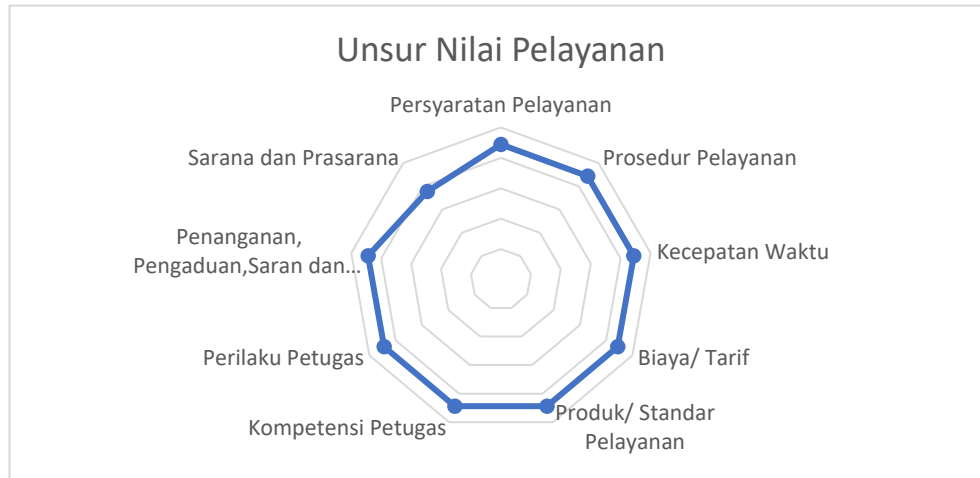 Unsur Nilai Pelayanan
Persyaratan Pelayanan
Prosedur Pelayanan
Kecepatan Waktu
Biaya/ Tarif
Produk/ Standar
Pelayanan
Kompetensi Petugas
Perilaku Petugas
Penanganan,
Pengaduan,Saran dan…
Sarana dan Prasarana